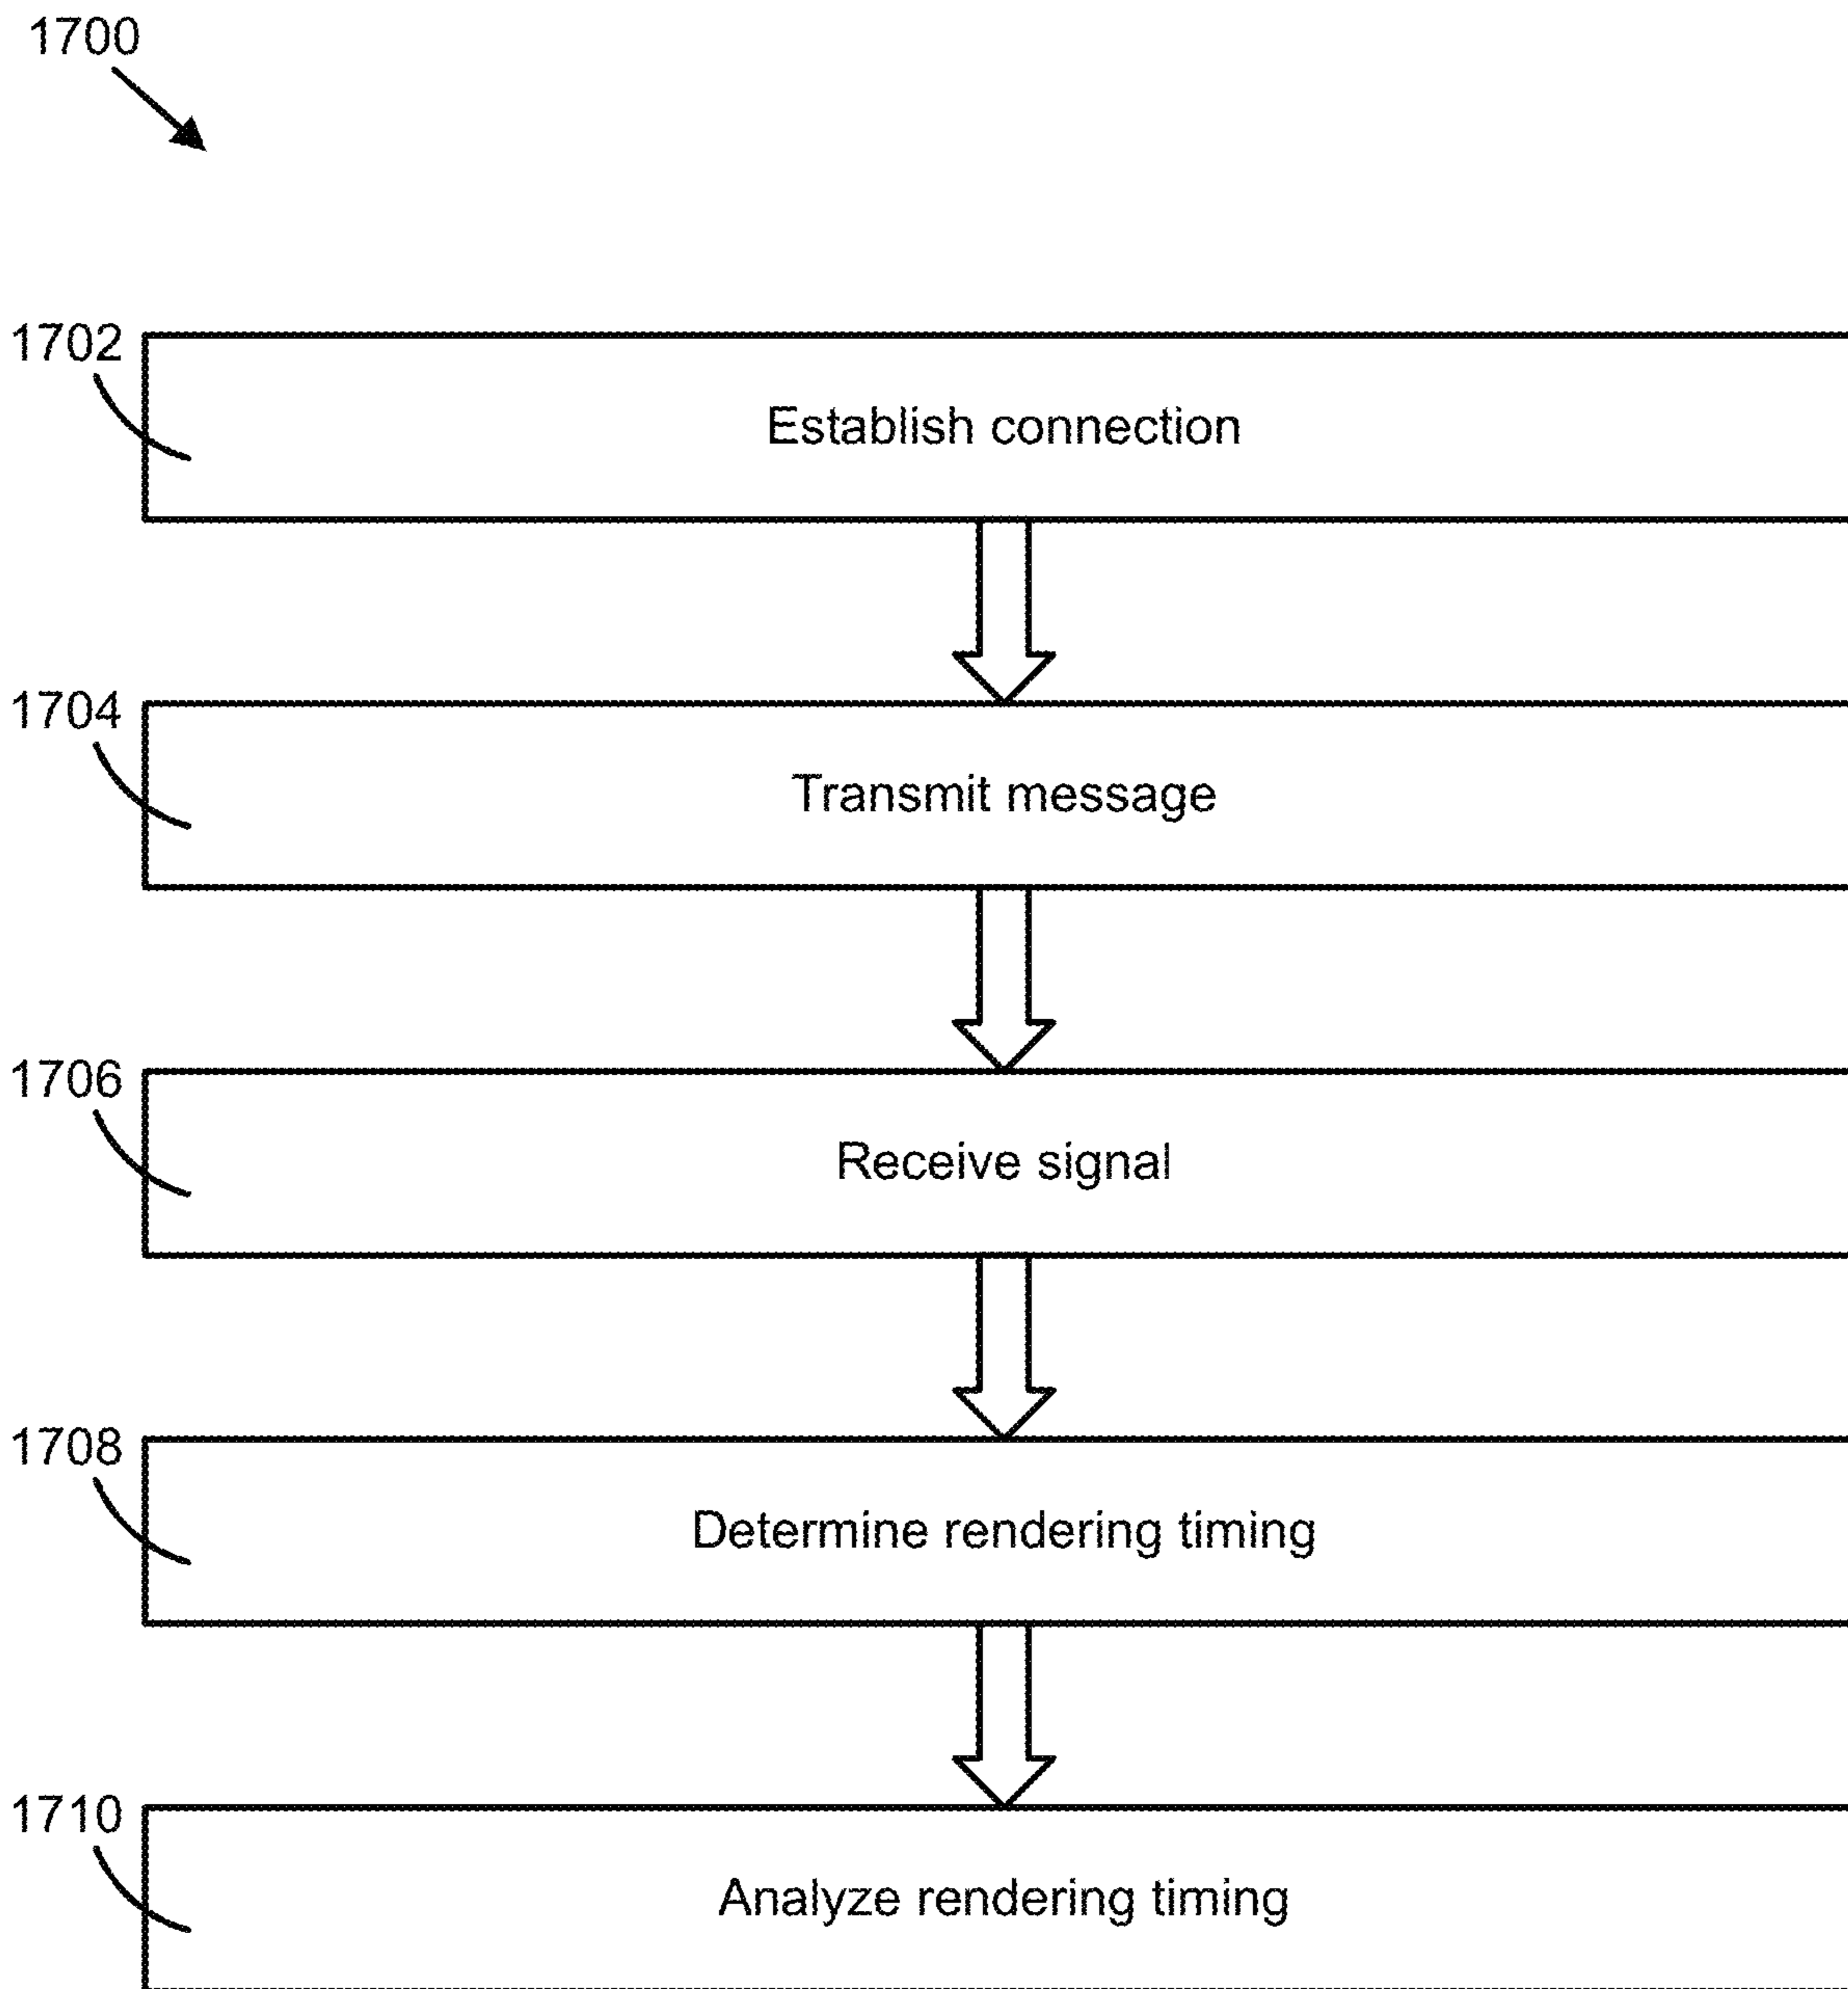 1700
1702
Establish connection
1704
Transmit message
1706
Receive signal
1708
Determine rendering timing
1710
Analyze rendering timing